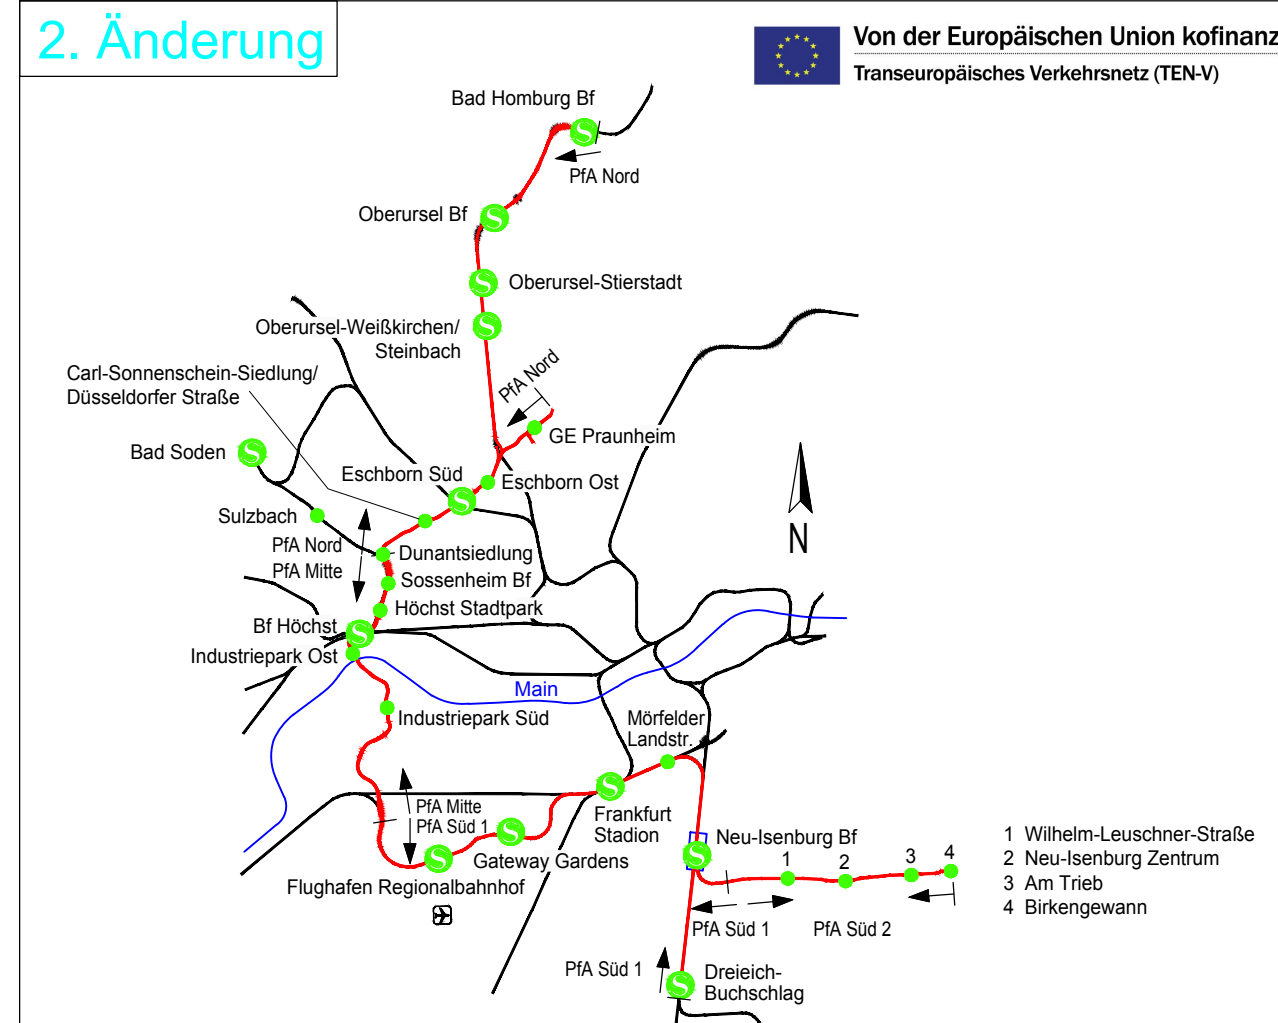 2. Änderung
Von der Europäischen Union kofinanz
Transeuropäisches Verkehrsnetz (TEN-V)
Bad Homburg Bf
PfA Nord
Oberursel Bf
Oberursel-Stierstadt
Oberursel-Weißkirchen/
Steinbach
Carl-Sonnenschein-Siedlung/
Düsseldorfer Straße
PfA Nord
GE Praunheim
Bad Soden
Eschborn Süd
Eschborn Ost
Sulzbach
PfA Nord
PfA Mitte
Dunantsiedlung
Sossenheim Bf
Höchst Stadtpark
Bf Höchst
Industriepark Ost
N
Main
Industriepark Süd
Mörfelder
Landstr.
PfA Mitte
PfA Süd 1
Frankfurt
Stadion
Gateway Gardens
Flughafen Regionalbahnhof
Neu-Isenburg Bf
1
2
3
4
1 Wilhelm-Leuschner-Straße
2 Neu-Isenburg Zentrum
3 Am Trieb
4 Birkengewann
PfA Süd 1
PfA Süd 2
PfA Süd 1
Dreieich-
Buchschlag